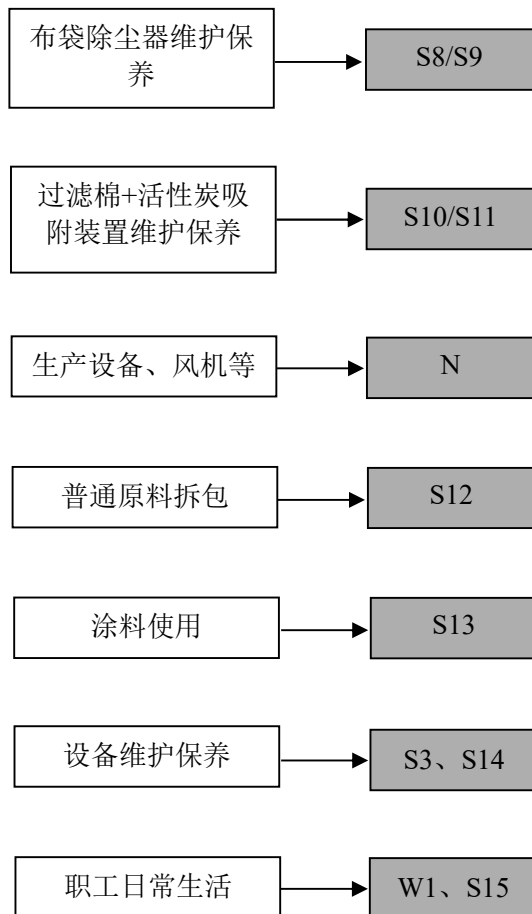 布袋除尘器维护保
养
S8/S9
过滤棉+活性炭吸
附装置维护保养
S10/S11
生产设备、风机等
N
普通原料拆包
S12
涂料使用
S13
设备维护保养
S3、S14
职工日常生活
W1、S15